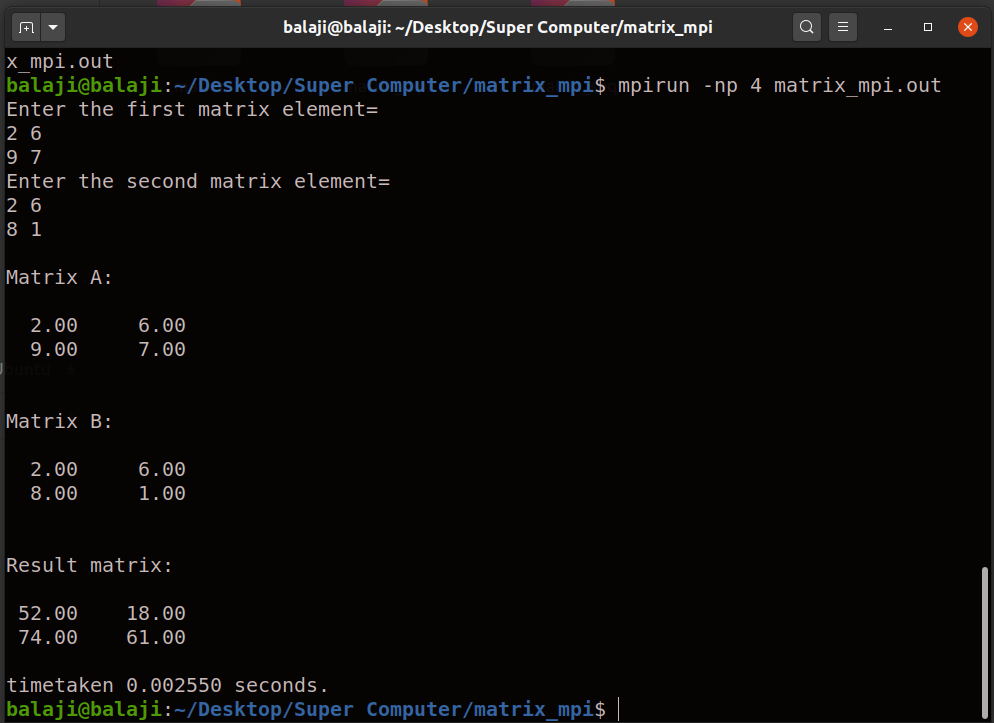 balaji@balaji: ~/Desktop/Super Computer/matrix_mpi
x_mpi.out
balaji@balaji:~/Desktop/Super Computer/matrix_mpi$ mpirun -np 4 matrix_mpi.out
Enter the first matrix element=
2 6
9 7
Enter the second matrix element=
2 6
8 1
Matrix A:
2.00 6.00
9.00 7.00
Matrix B:
2.00 6.00
8.00 1.00
Result matrix:
52.00 18.00
74.00 61.00
timetaken 0.002550 seconds.
balaji@balaji:~/Desktop/Super Computer/matrix_mpi$